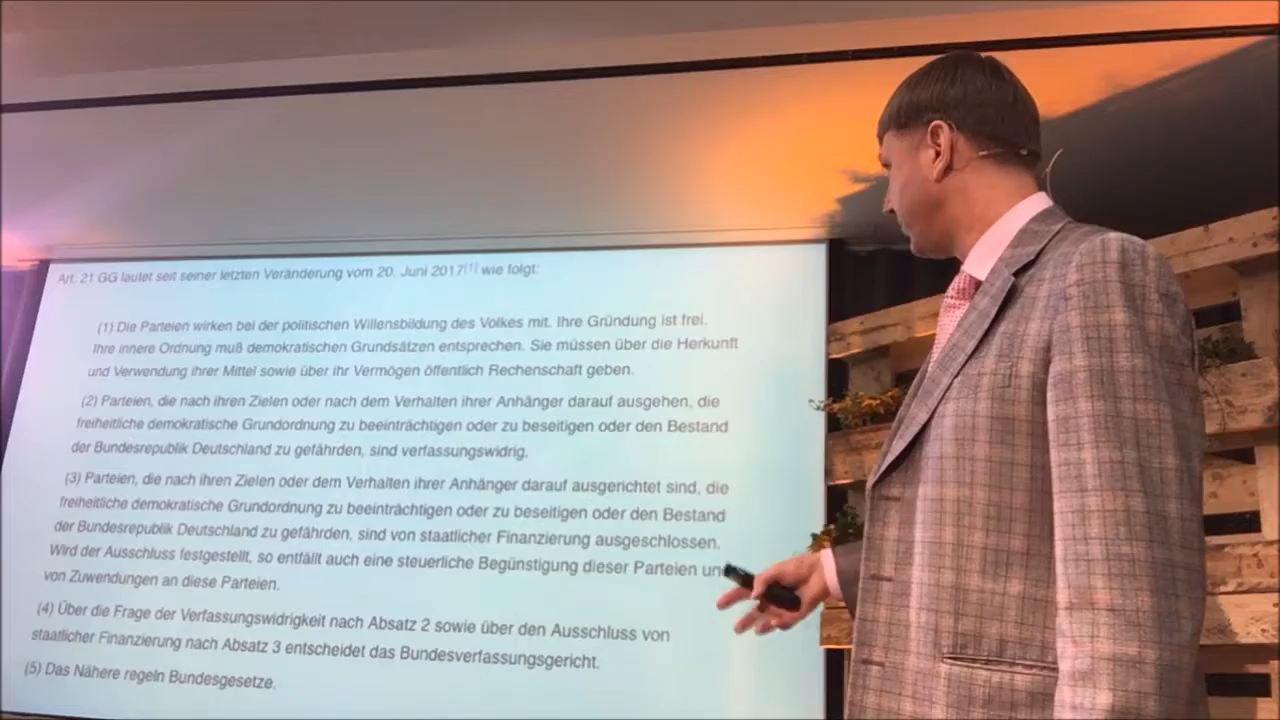 Art. 21 GG lautet seit seiner letzten Veränderung vom 20. Juni 2017[1] wie folgt:
(1) Die Parteien wirken bei der politischen Willensbildung des Volkes mit. Ihre Gründung ist frei.
Ihre innere Ordnung muß demokratischen Grundsätzen entsprechen. Sie müssen über die Herkunft
und Verwendung ihrer Mittel sowie über ihr Vermögen öffentlich Rechenschaft geben.
(2) Parteien, die nach ihren Zielen oder nach dem Verhalten ihrer Anhänger darauf ausgehen, die
freiheitliche demokratische Grundordnung zu beeinträchtigen oder zu beseitigen oder den Bestand
der Bundesrepublik Deutschland zu gefährden, sind verfassungswidrig.
(3) Parteien, die nach ihren Zielen oder dem Verhalten ihrer Anhänger darauf ausgerichtet sind, die
freiheitliche demokratische Grundordnung zu beeinträchtigen oder zu beseitigen oder den Bestand
der Bundesrepublik Deutschland zu gefährden, sind von staatlicher Finanzierung ausgeschlossen.
Wird der Ausschluss festgestellt, so entfällt auch eine steuerliche Begünstigung dieser Parteien und
von Zuwendungen an diese Parteien.
(4) Über die Frage der Verfassungswidrigkeit nach Absatz 2 sowie über den Ausschluss von
staatlicher Finanzierung nach Absatz 3 entscheidet das Bundesverfassungsgericht.
(5) Das Nähere regeln Bundesgesetze.